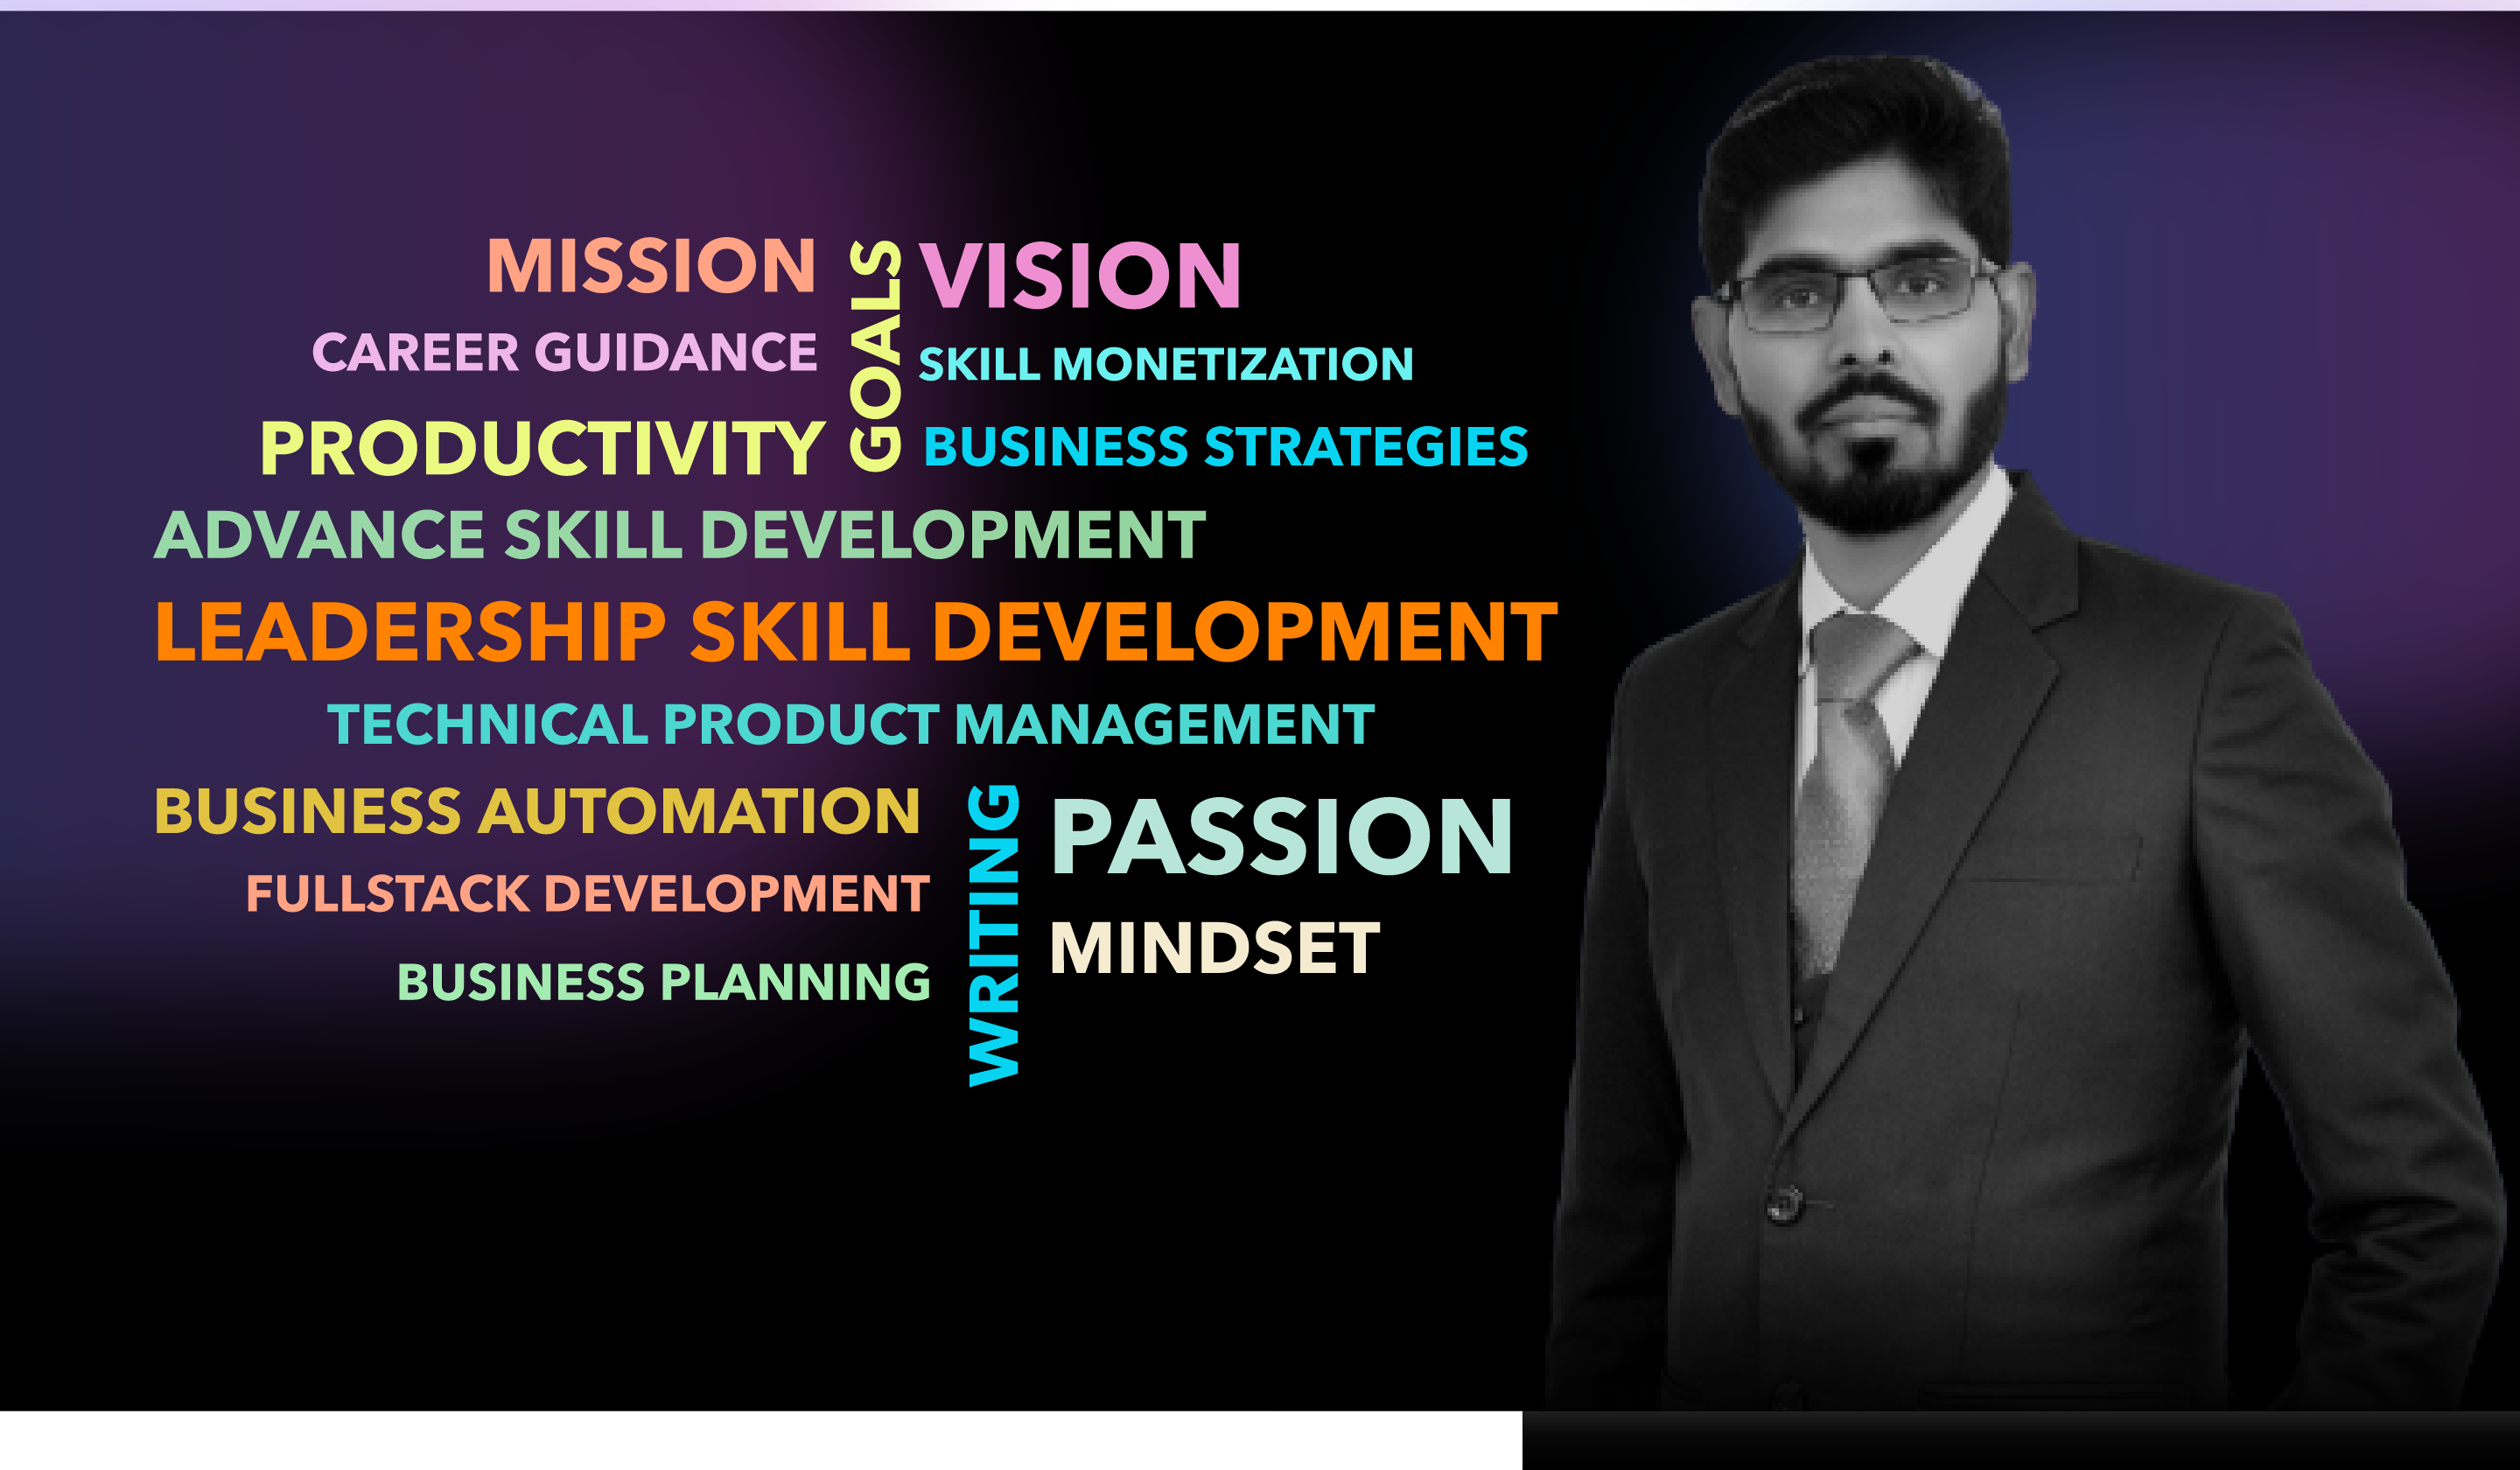 MISSION
GOALS
VISION
CAREER GUIDANCE
SKILL MONETIZATION
PRODUCTIVITY
BUSINESS STRATEGIES
ADVANCE SKILL DEVELOPMENT
LEADERSHIP SKILL DEVELOPMENT
TECHNICAL PRODUCT MANAGEMENT
BUSINESS AUTOMATION
WRITING
PASSION
FULLSTACK DEVELOPMENT
MINDSET
BUSINESS PLANNING